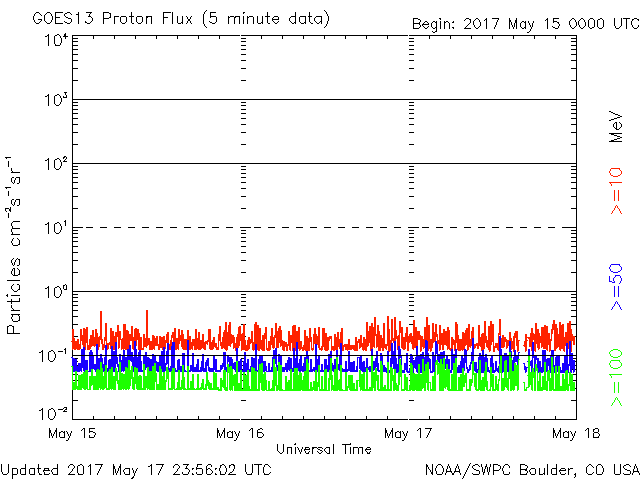 GOES13 Proton Flux (5 minute data)
Begin: 2017 May 15 0000 UTC
10⁴
10³
10²
10¹
10⁰
10⁻¹
10⁻²
Particles cm⁻²s⁻¹sr⁻¹
MeV
>=10
>=50
>=100
May 15
May 16
May 17
May 18
Universal Time
Updated 2017 May 17 23:56:02 UTC
NOAA/SWPC Boulder, CO USA